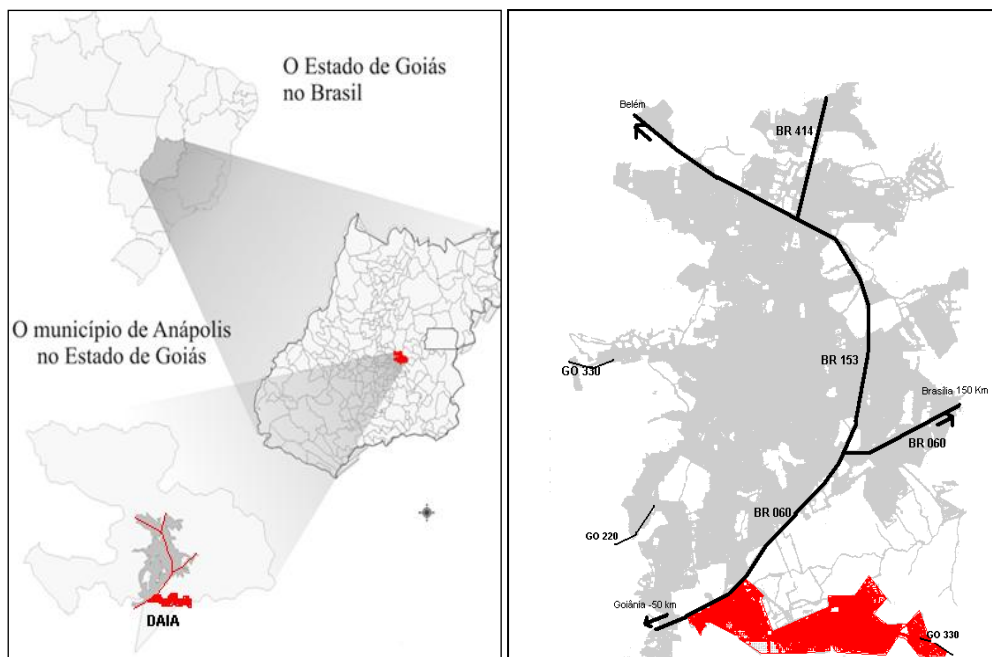 O Estado de Goiás
no Brasil
O município de Anápolis
no Estado de Goiás
DAIA
Belém
BR 414
BR 153
GO 330
Brasília 150 Km
BR 060
BR 060
GO 220
Goiânia -50 km
GO 330